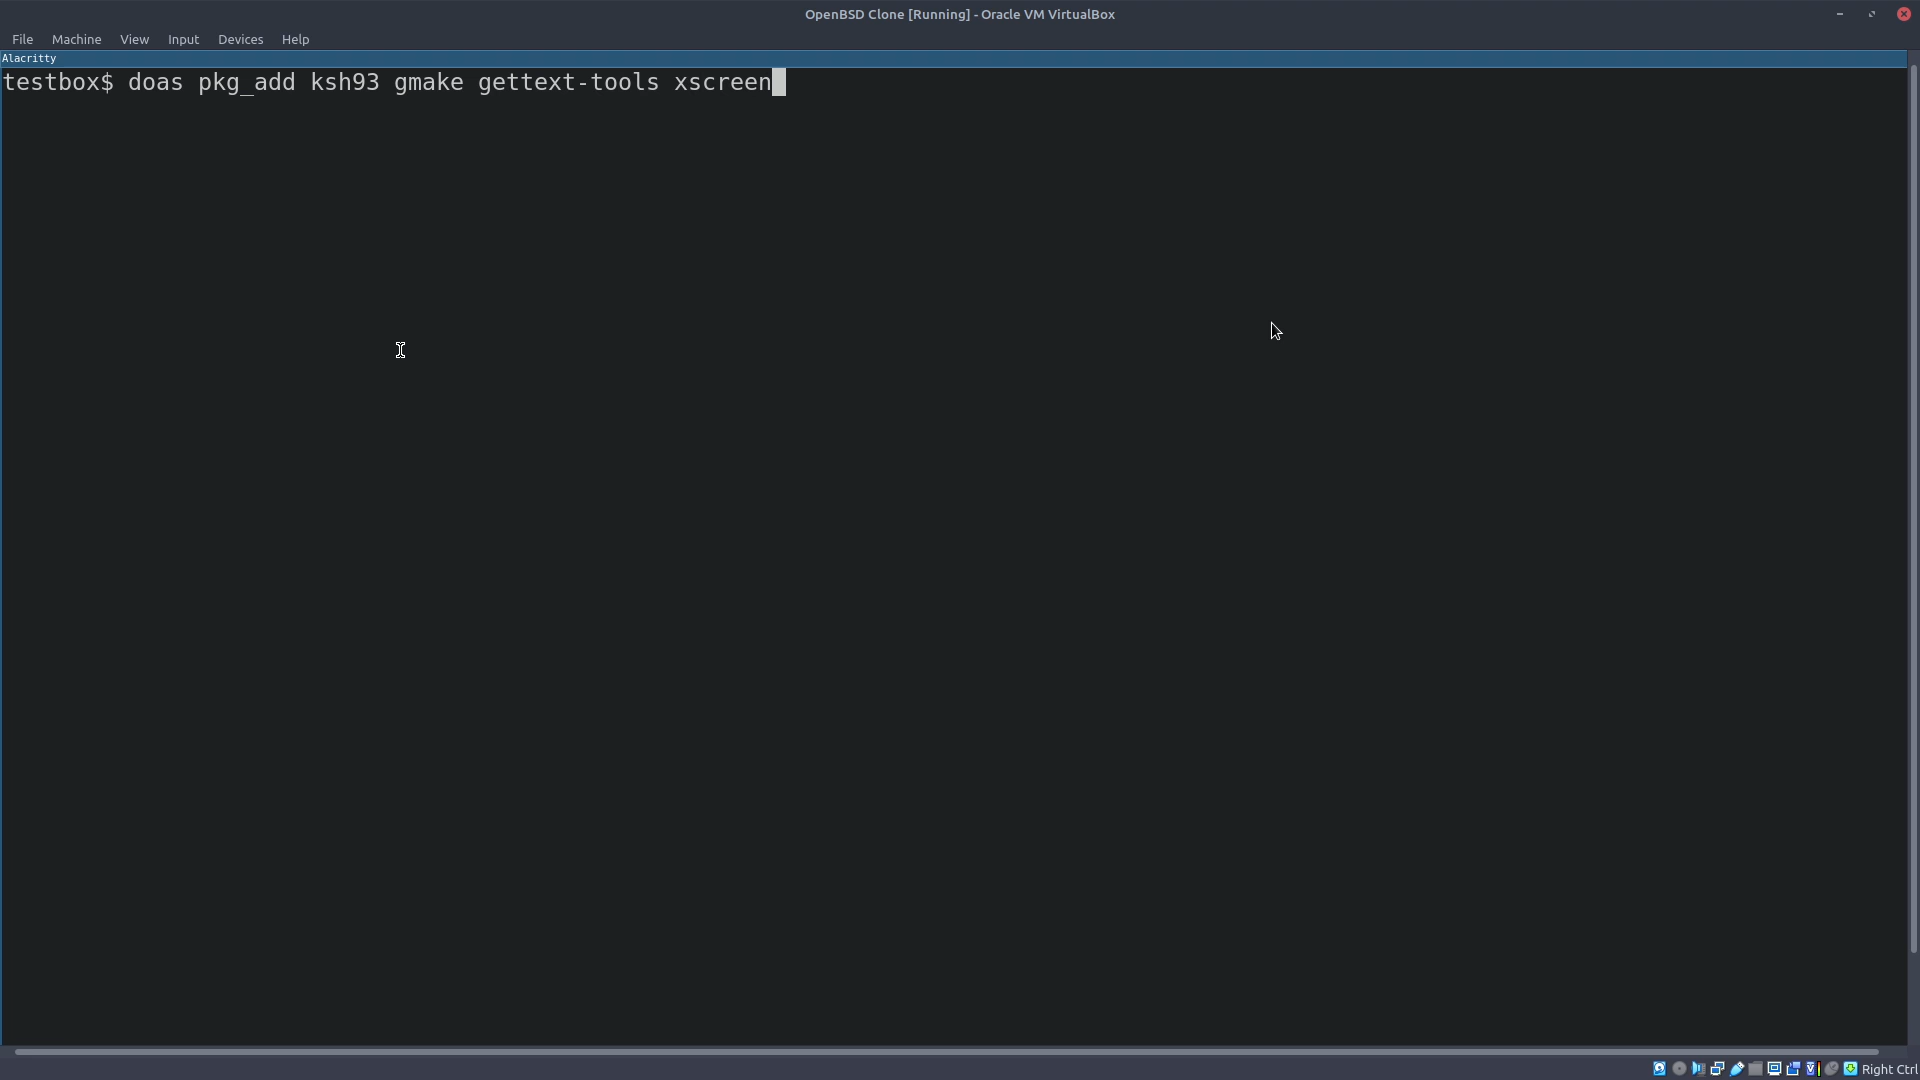 OpenBSD Clone [Running] - Oracle VM VirtualBox
File Machine View Input Devices Help
Alacritty
testbox$ doas pkg_add ksh93 gmake gettext-tools xscreen
Right Ctrl